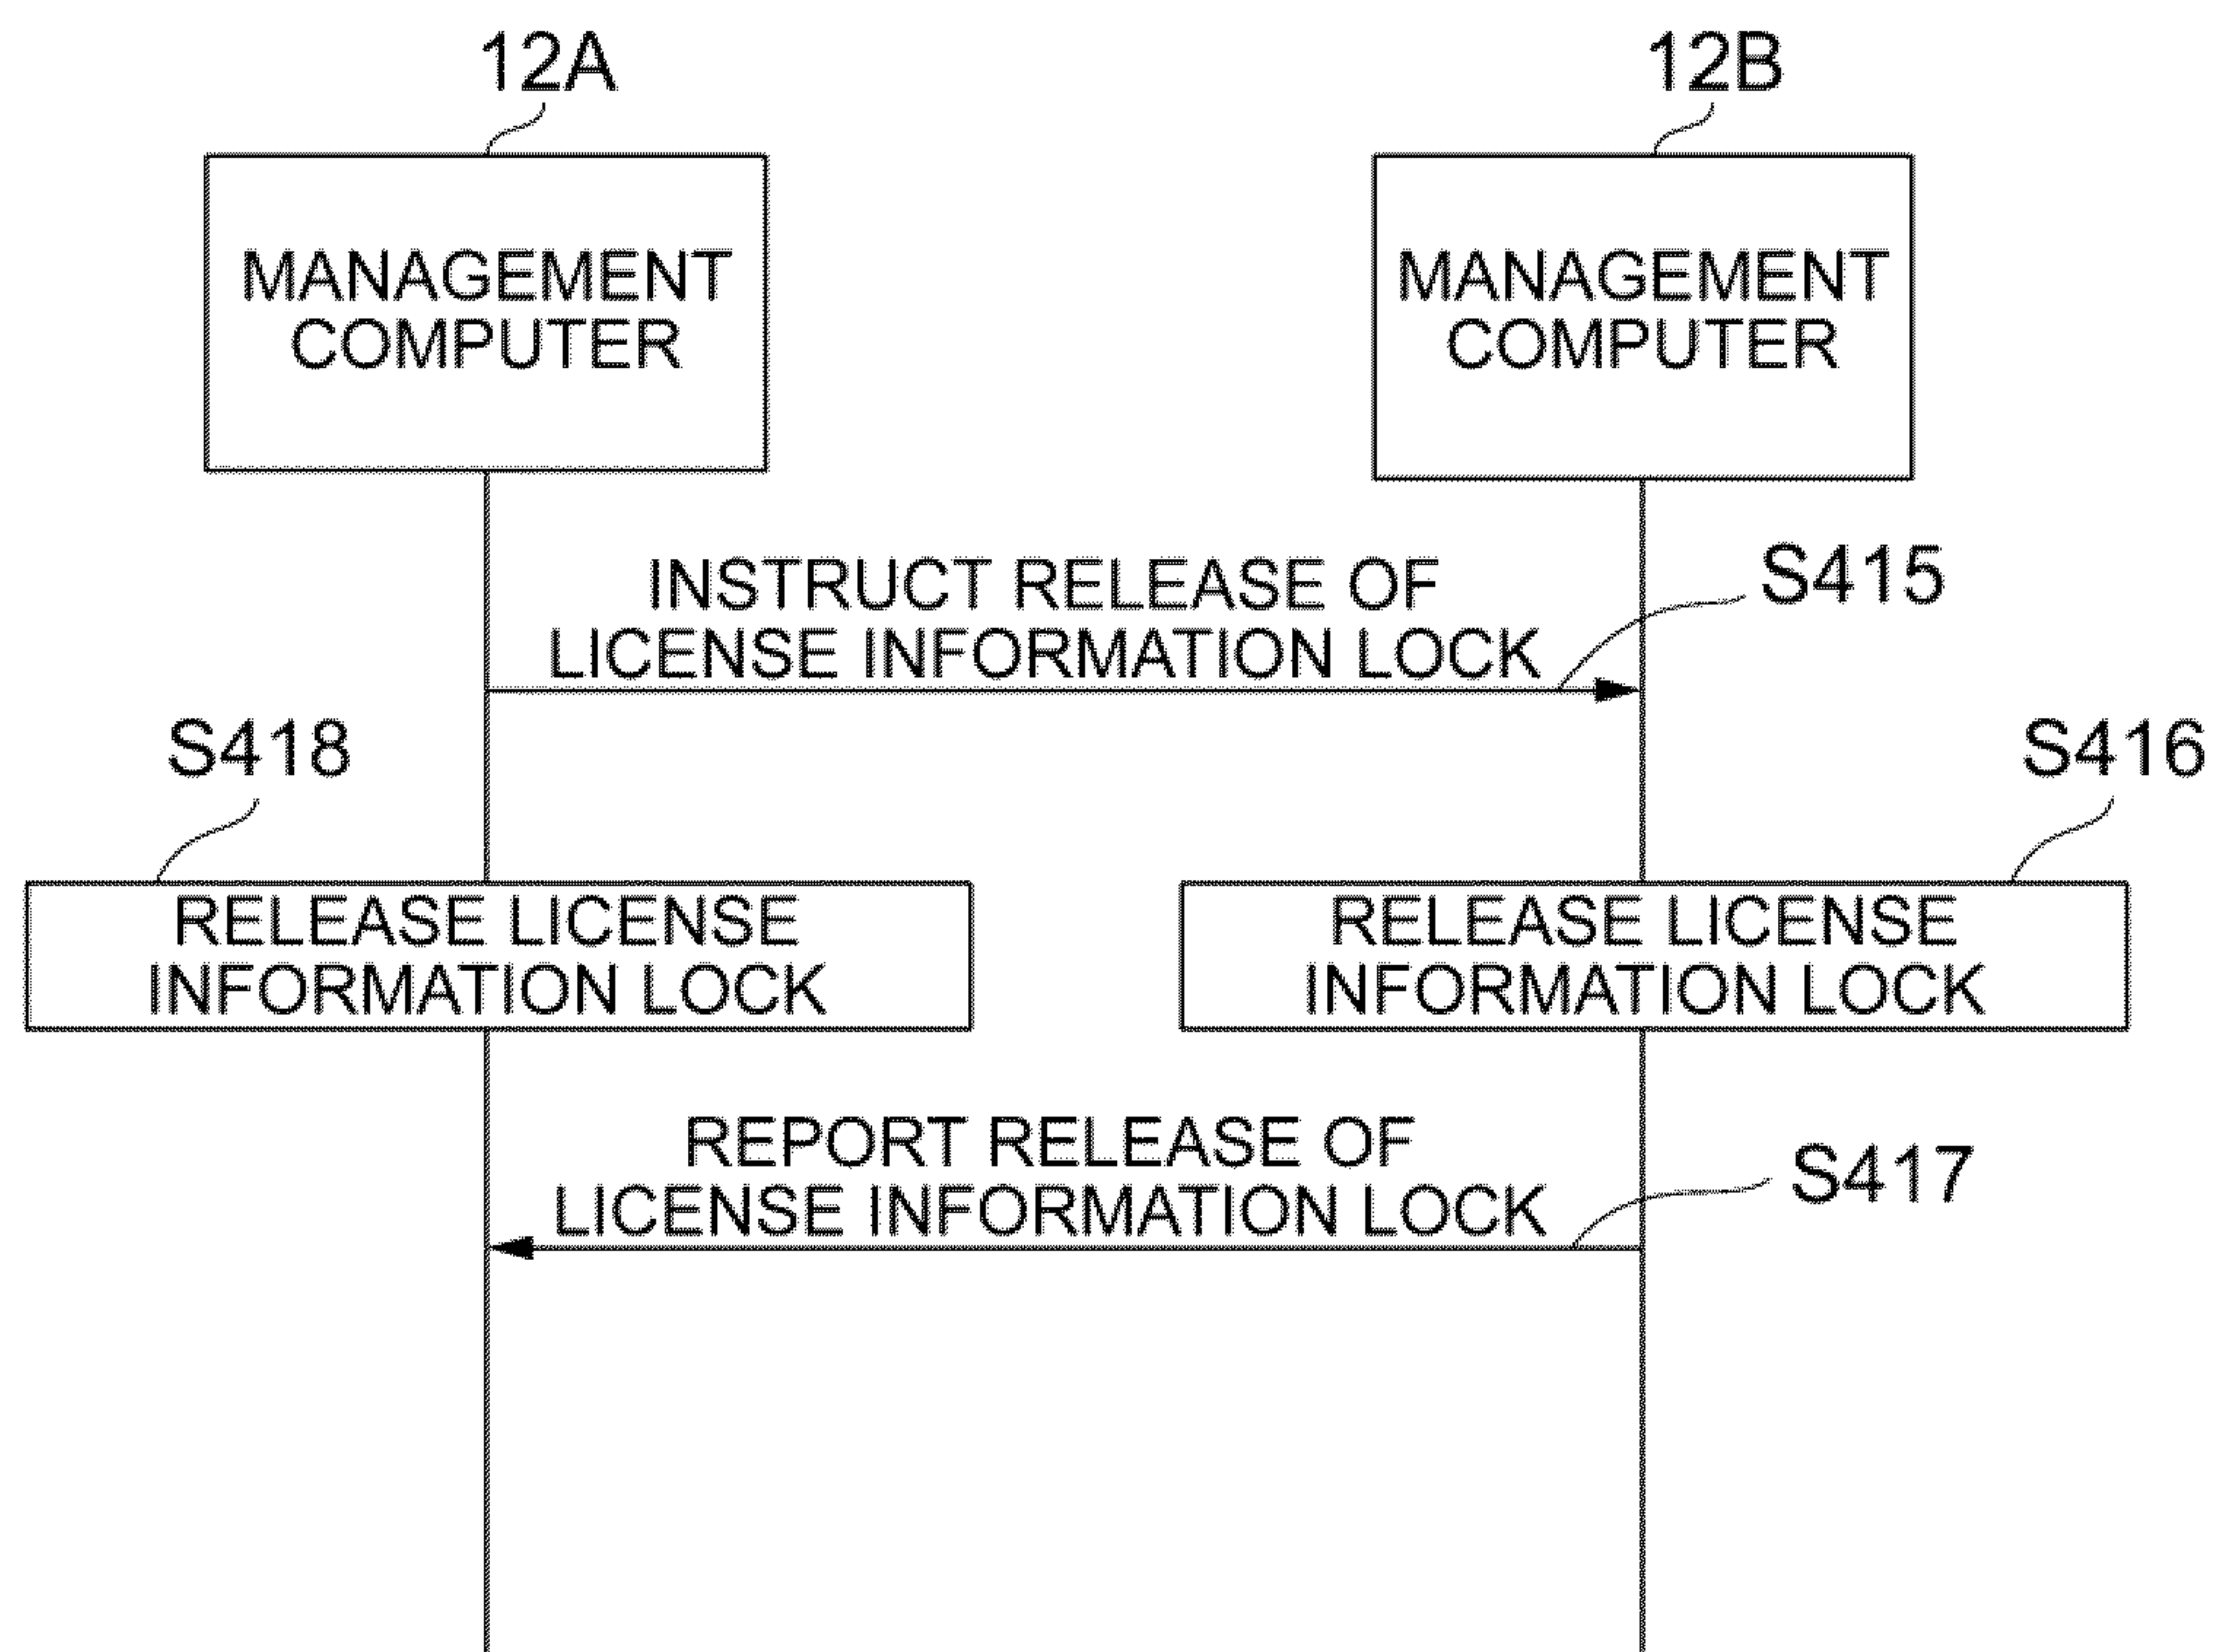 12A
12B
MANAGEMENT
COMPUTER
MANAGEMENT
COMPUTER
INSTRUCT RELEASE OF
LICENSE INFORMATION LOCK
S415
S418
S416
RELEASE LICENSE
INFORMATION LOCK
RELEASE LICENSE
INFORMATION LOCK
REPORT RELEASE OF
LICENSE INFORMATION LOCK
S417